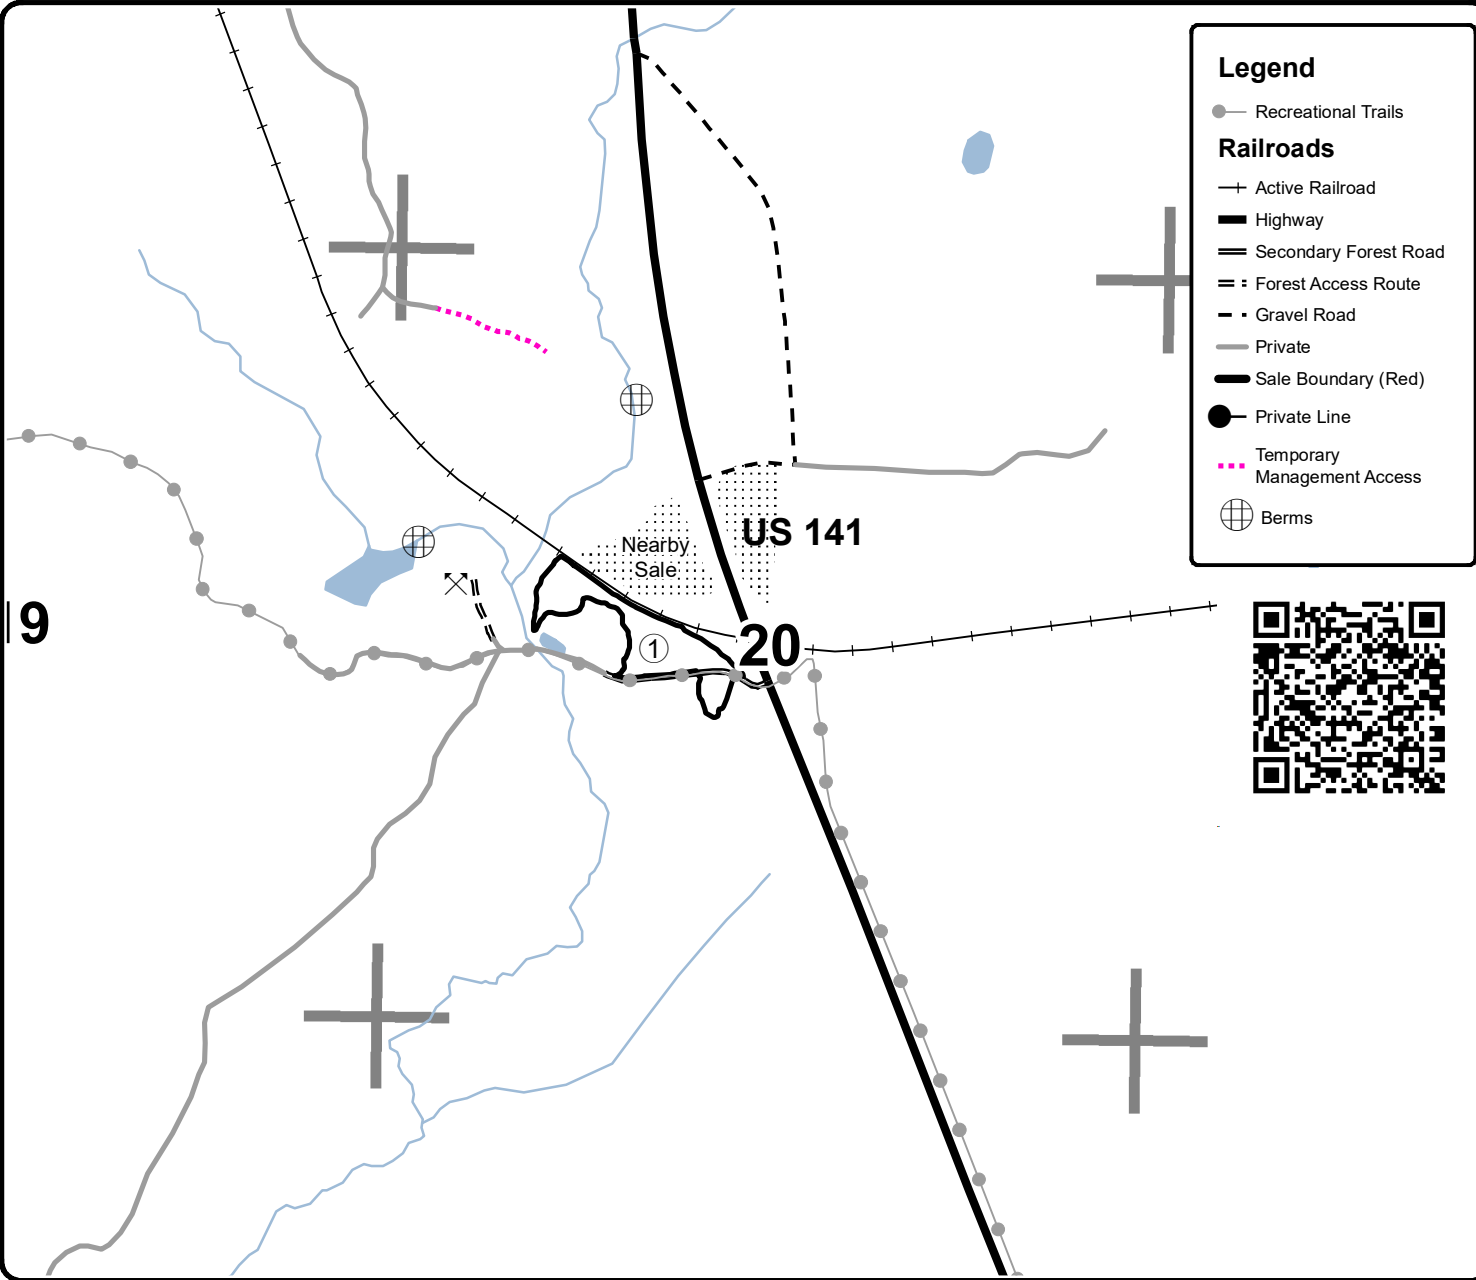 Legend
Recreational Trails
Railroads
Active Railroad
Highway
Secondary Forest Road
Forest Access Route
Gravel Road
Private
Sale Boundary (Red)
Private Line
Temporary
Management Access
Berms
US 141
Nearby
Sale
9
20
1